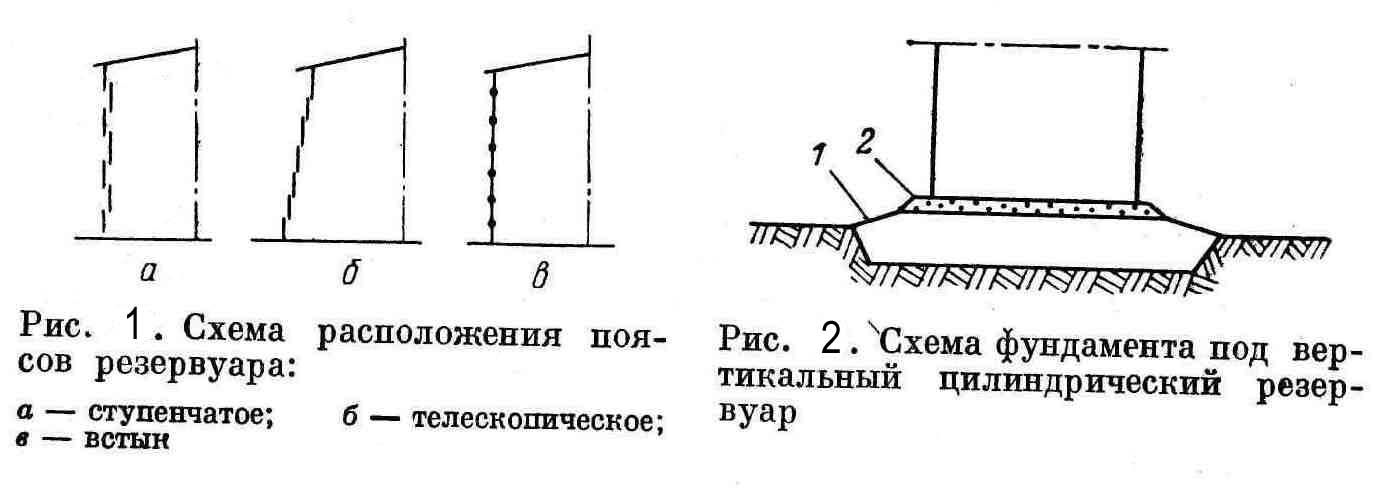 а
б
в
Рис. 1. Схема расположения поя-
сов резервуара:
а — ступенчатое; б — телескопическое;
в — встык
1 2
Рис. 2. Схема фундамента под вер-
тикальный цилиндрический резер-
вуар